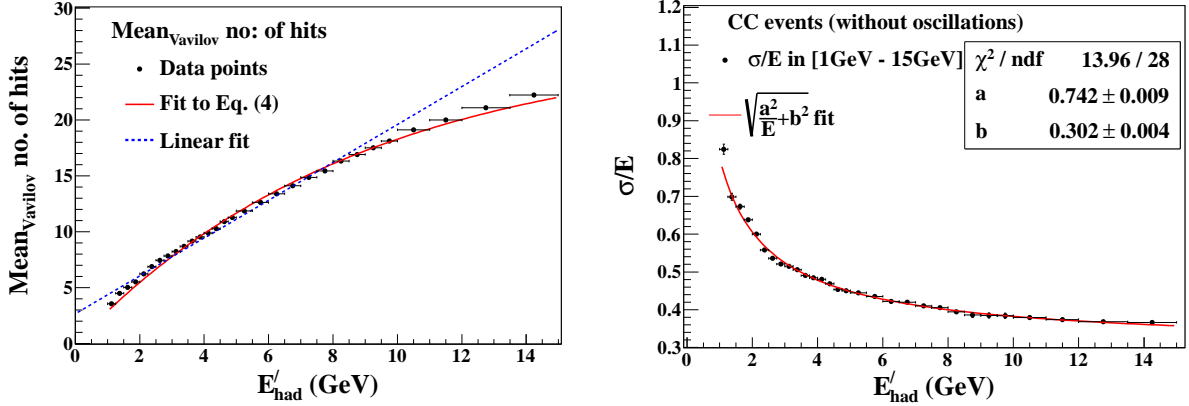 Mean_Vavilov no: of hits
Data points
Fit to Eq. (4)
Linear fit
30
25
20
15
10
5
0
0 2 4 6 8 10 12 14
Mean_Vavilov no. of hits
E′_had (GeV)
CC events (without oscillations)
σ/E in [1GeV - 15GeV]
√(a²/E+b²) fit
χ² / ndf 13.96 / 28
a 0.742 ± 0.009
b 0.302 ± 0.004
1.2
1.1
1
0.9
0.8
0.7
0.6
0.5
0.4
0.3
0 2 4 6 8 10 12 14
σ/E
E′_had (GeV)